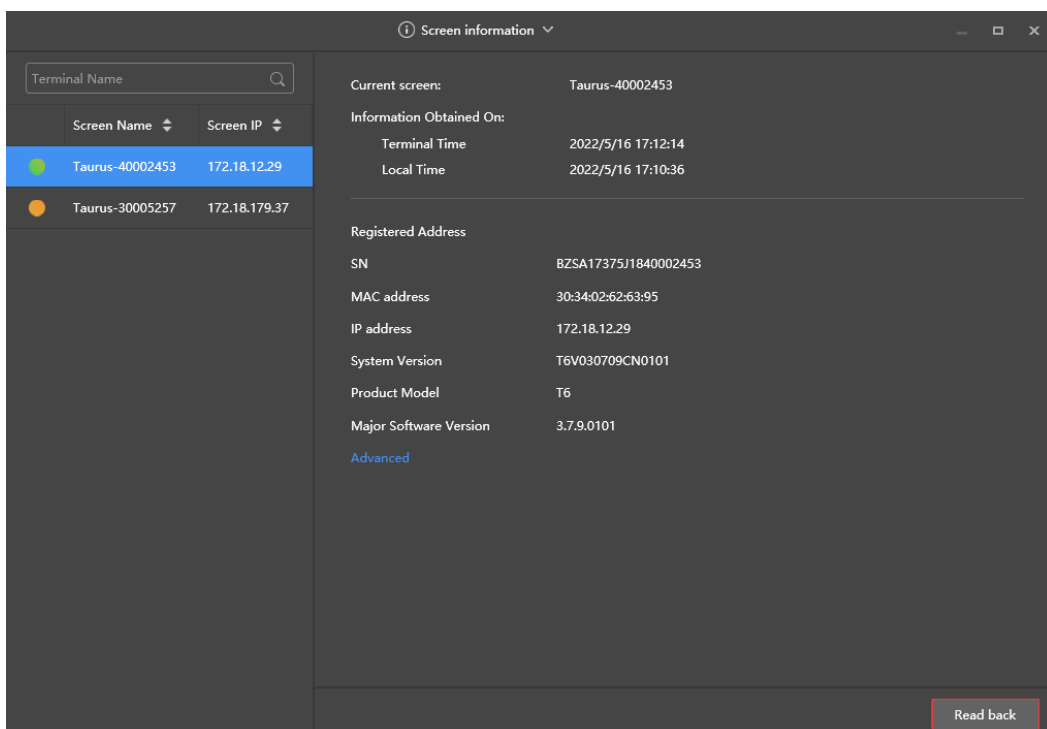 Screen information
Terminal Name
Screen Name Screen IP
Taurus-40002453 172.18.12.29
Taurus-30005257 172.18.179.37
Current screen: Taurus-40002453
Information Obtained On:
Terminal Time 2022/5/16 17:12:14
Local Time 2022/5/16 17:10:36
Registered Address
SN BZSA17375J1840002453
MAC address 30:34:02:62:63:95
IP address 172.18.12.29
System Version T6V030709CN0101
Product Model T6
Major Software Version 3.7.9.0101
Advanced
Read back